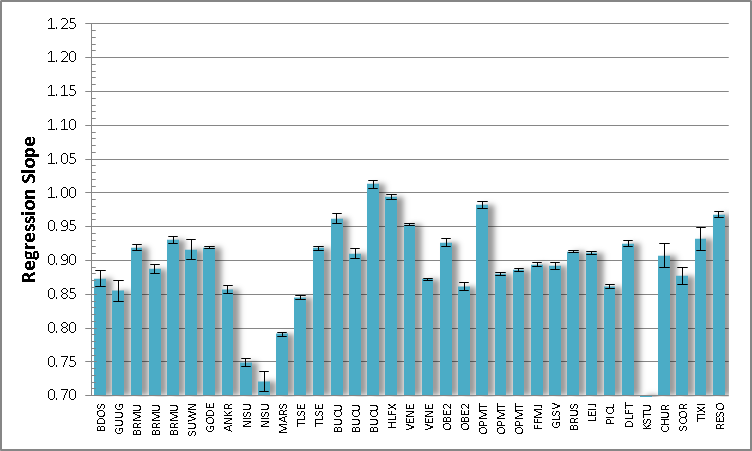 1.25
1.20
1.15
1.10
1.05
1.00
0.95
0.90
0.85
0.80
0.75
0.70
Regression Slope
BDOS
GUUG
BRMU
BRMU
BRMU
SUWN
GODE
ANKR
NISU
NISU
MARS
TLSE
TLSE
BUCU
BUCU
BUCU
HLFX
VENE
VENE
OBE2
OBE2
OPMT
OPMT
OPMT
FFMJ
GLSV
BRUS
LEIJ
PICL
DLFT
KSTU
CHUR
SCOR
TIXI
RESO